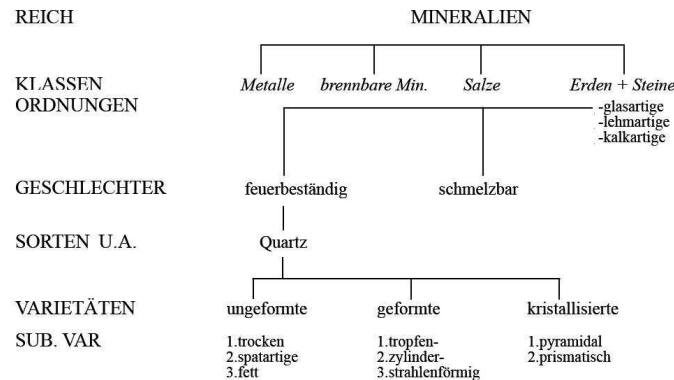 REICH MINERALIEN
KLASSEN Metalle brennbare Min. Salze Erden + Steine
ORDNUNGEN -glasartige
-lehmartige
-kalkartige
GESCHLECHTER feuerbeständig schmelzbar
SORTEN U.A. Quartz
VARIETÄTEN ungeformte geformte kristallisierte
SUB. VAR 1.trocken 1.tropfen- 1.pyramidal
2.spatartige 2.zylinder- 2.prismatisch
3.fett 3.strahlenförmig